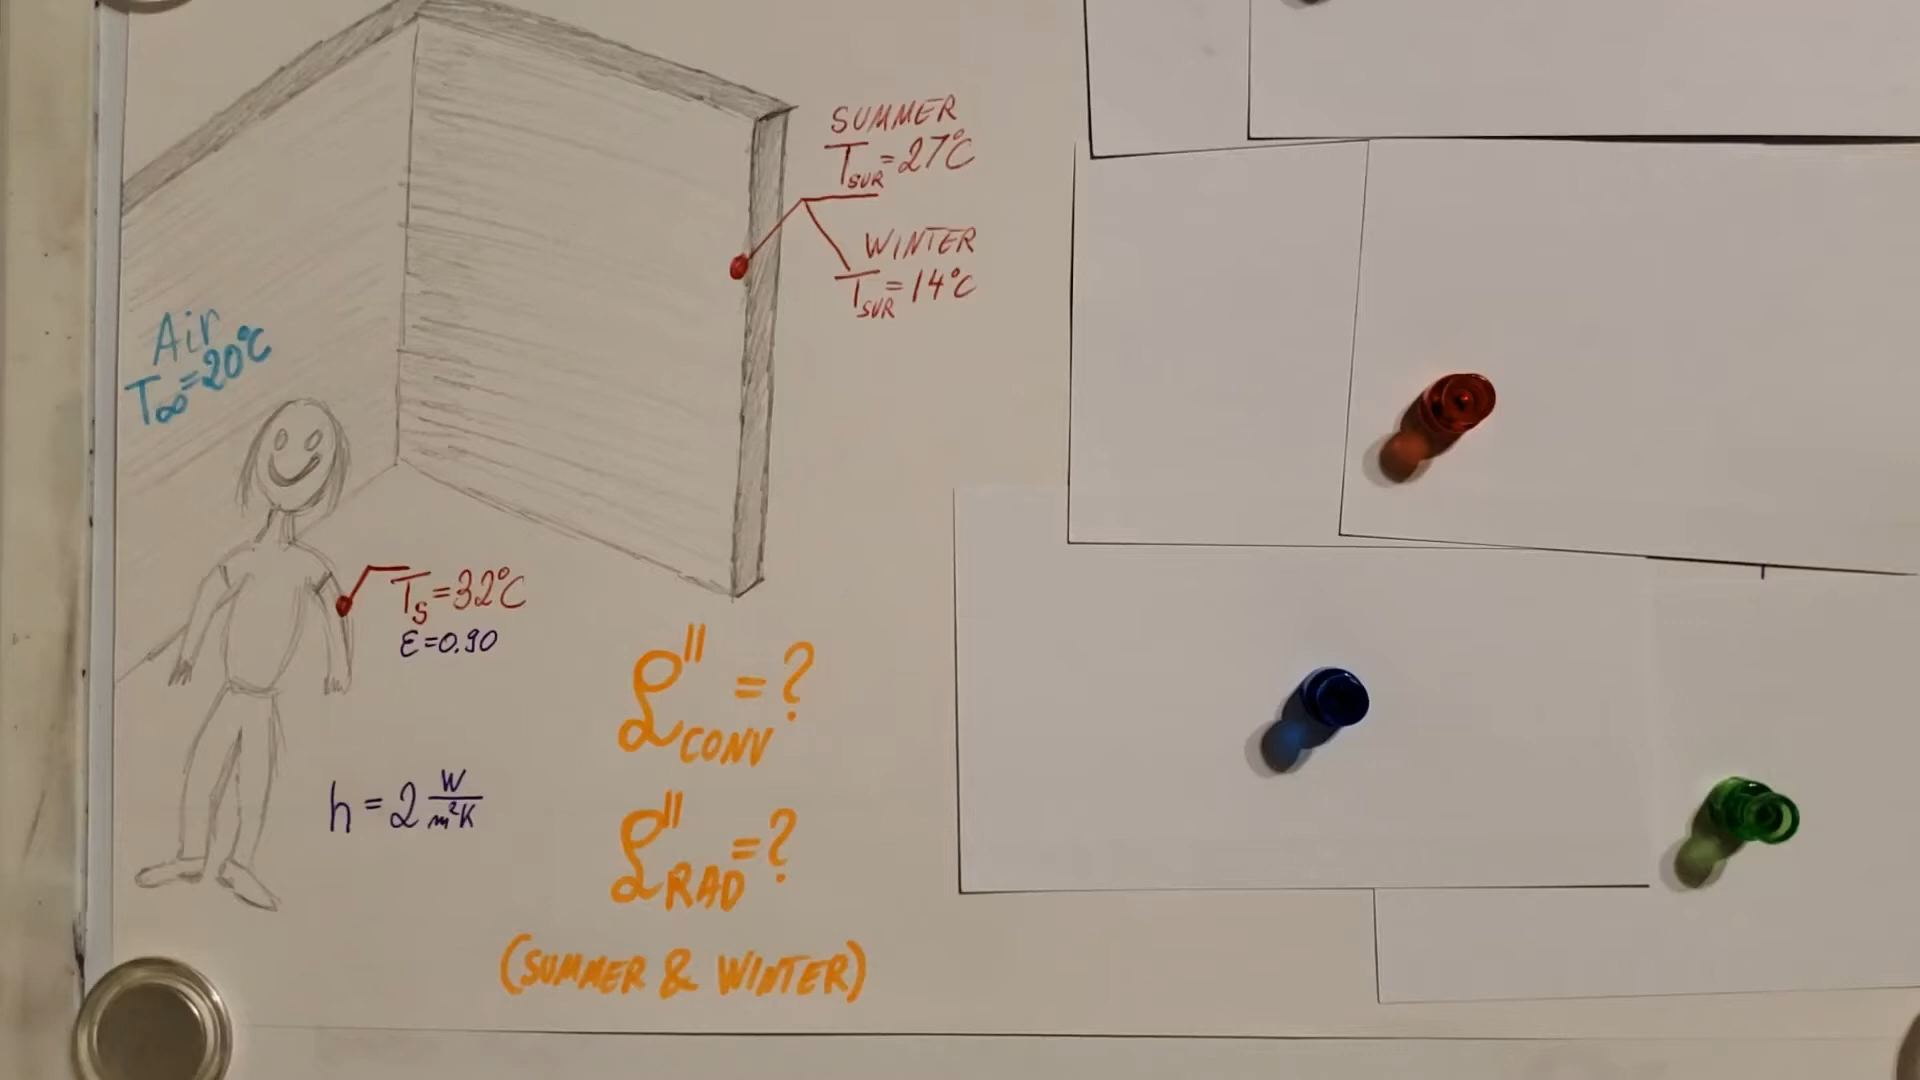 SUMMER
T_SUR=27°C
WINTER
T_SUR=14°C
Air
T∞=20°C
T_S=32°C
ε=0.90
h=2 W/m²K
q"_CONV=?
q"_RAD=?
(SUMMER & WINTER)